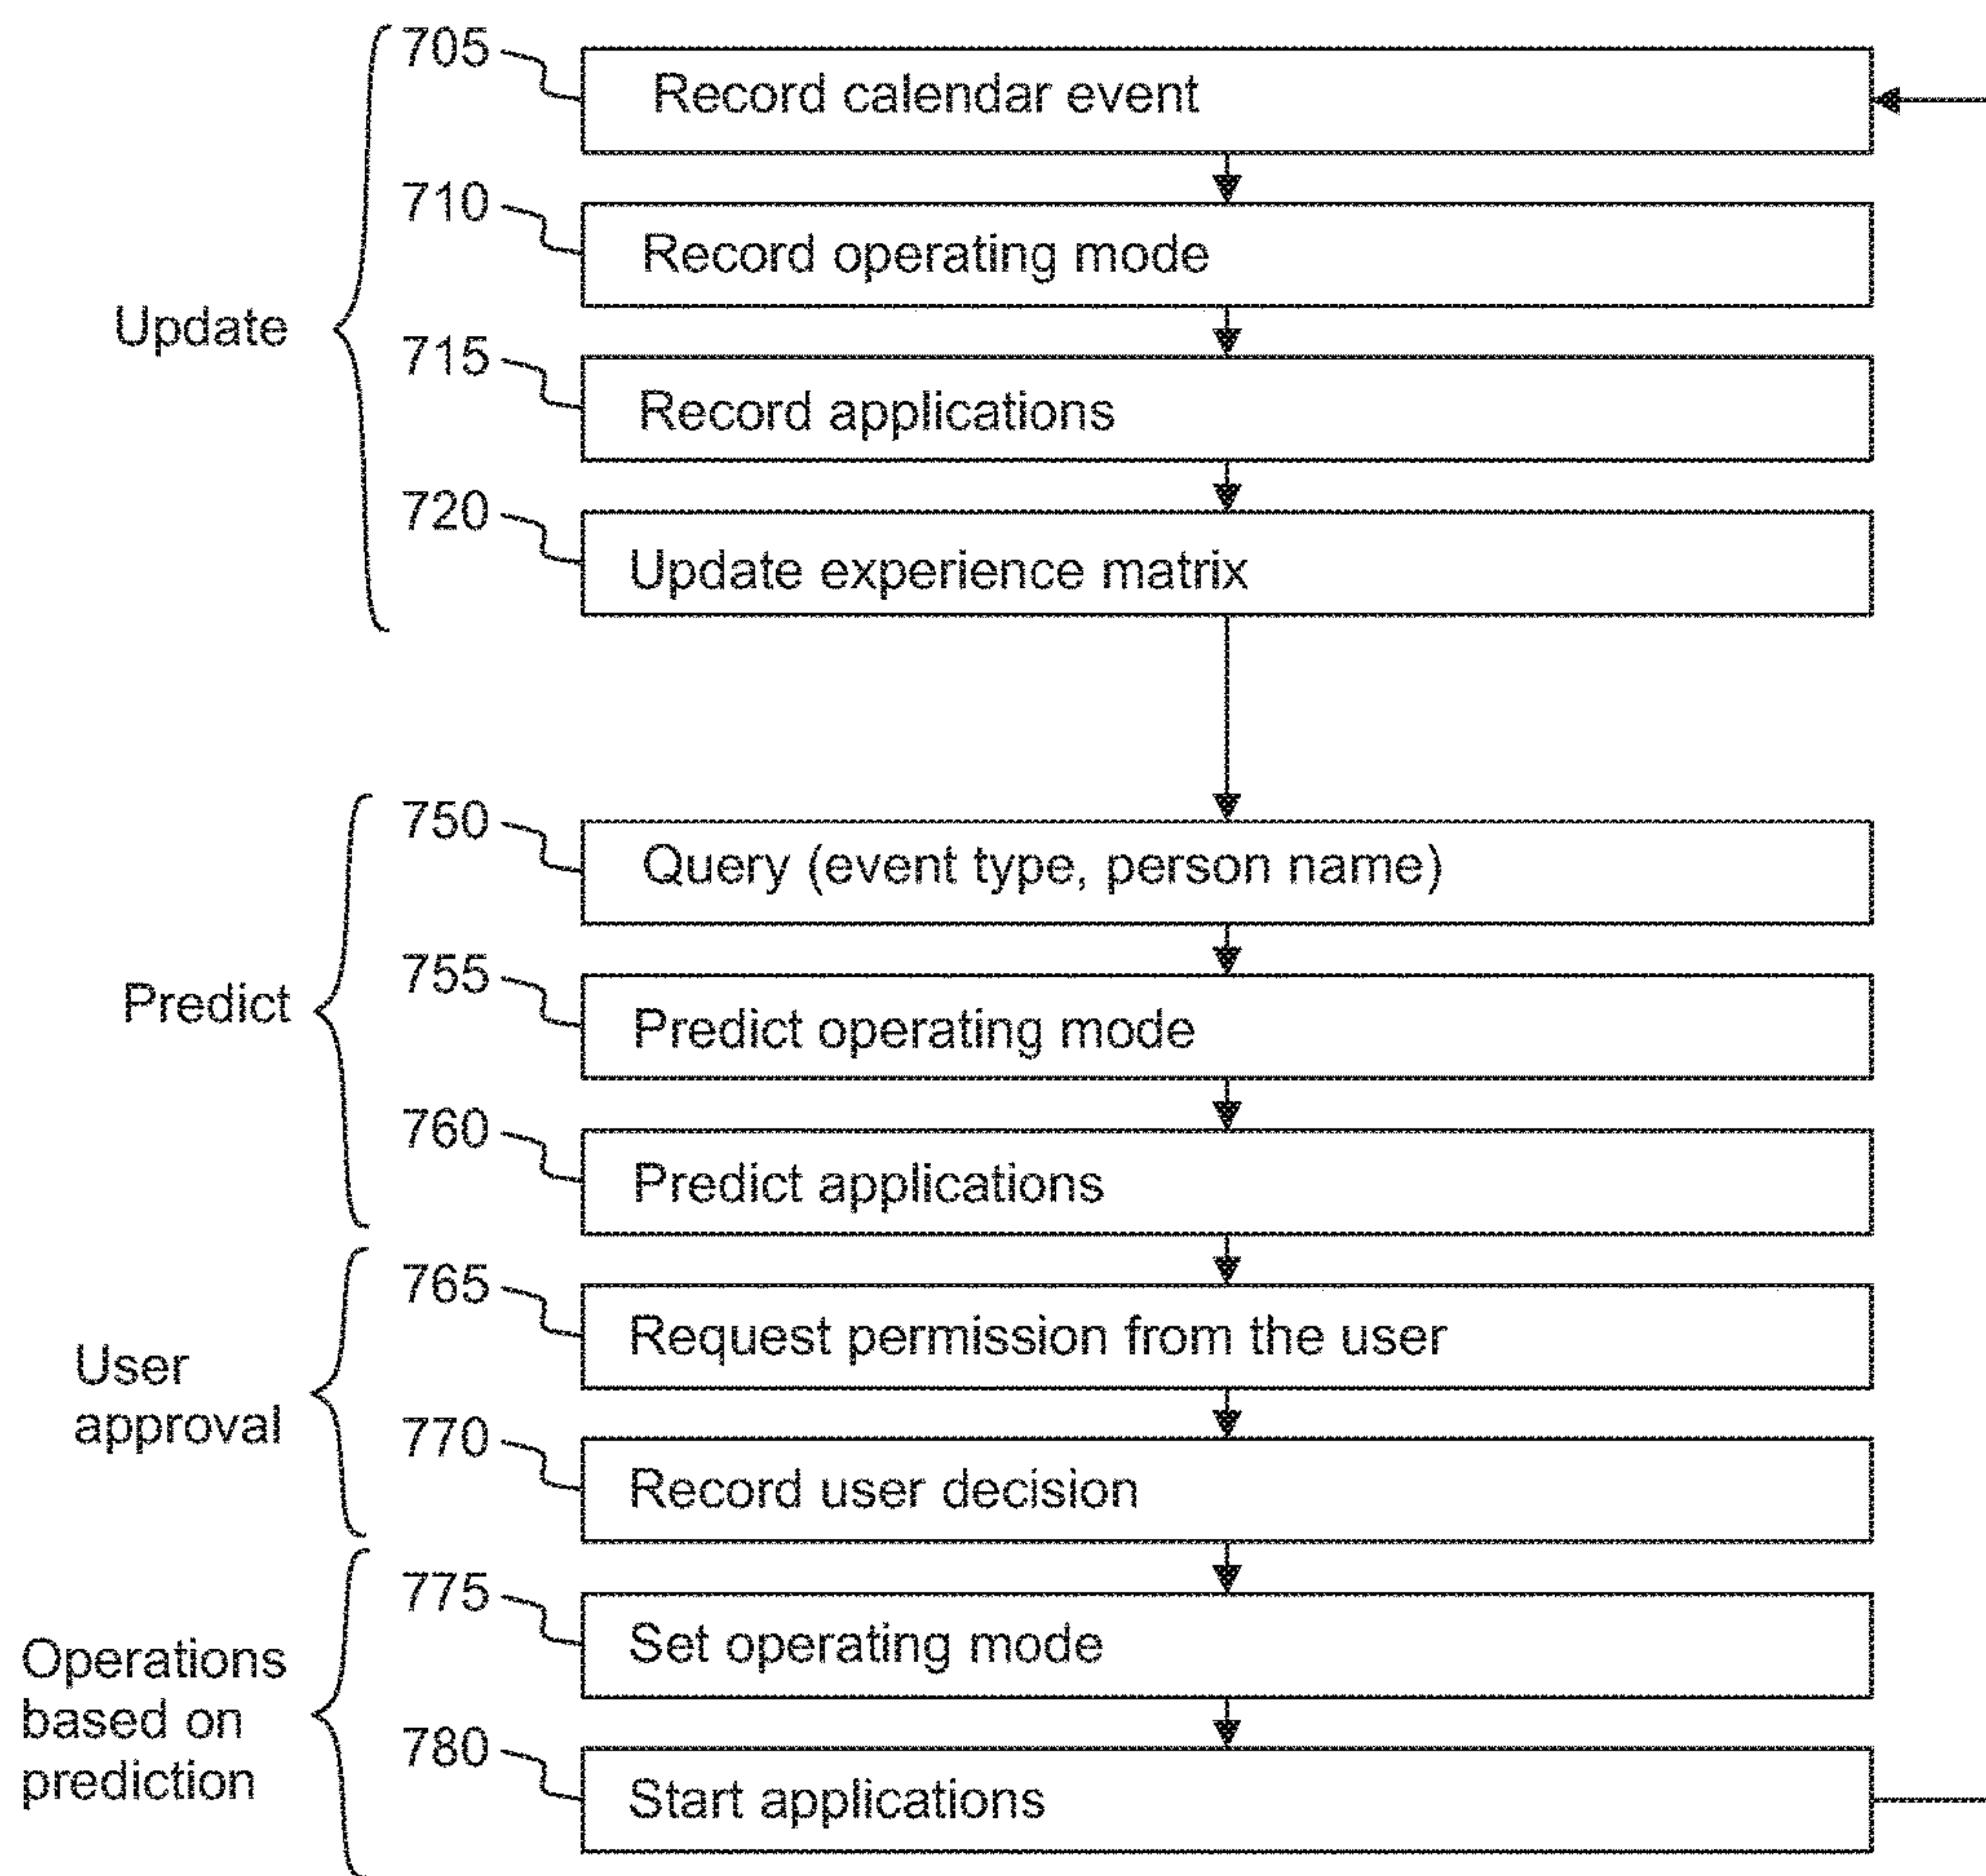 705
Record calendar event
710
Record operating mode
Update
715
Record applications
720
Update experience matrix
750
Query (event type, person name)
Predict
755
Predict operating mode
760
Predict applications
User
approval
765
Request permission from the user
770
Record user decision
Operations
based on
prediction
775
Set operating mode
780
Start applications